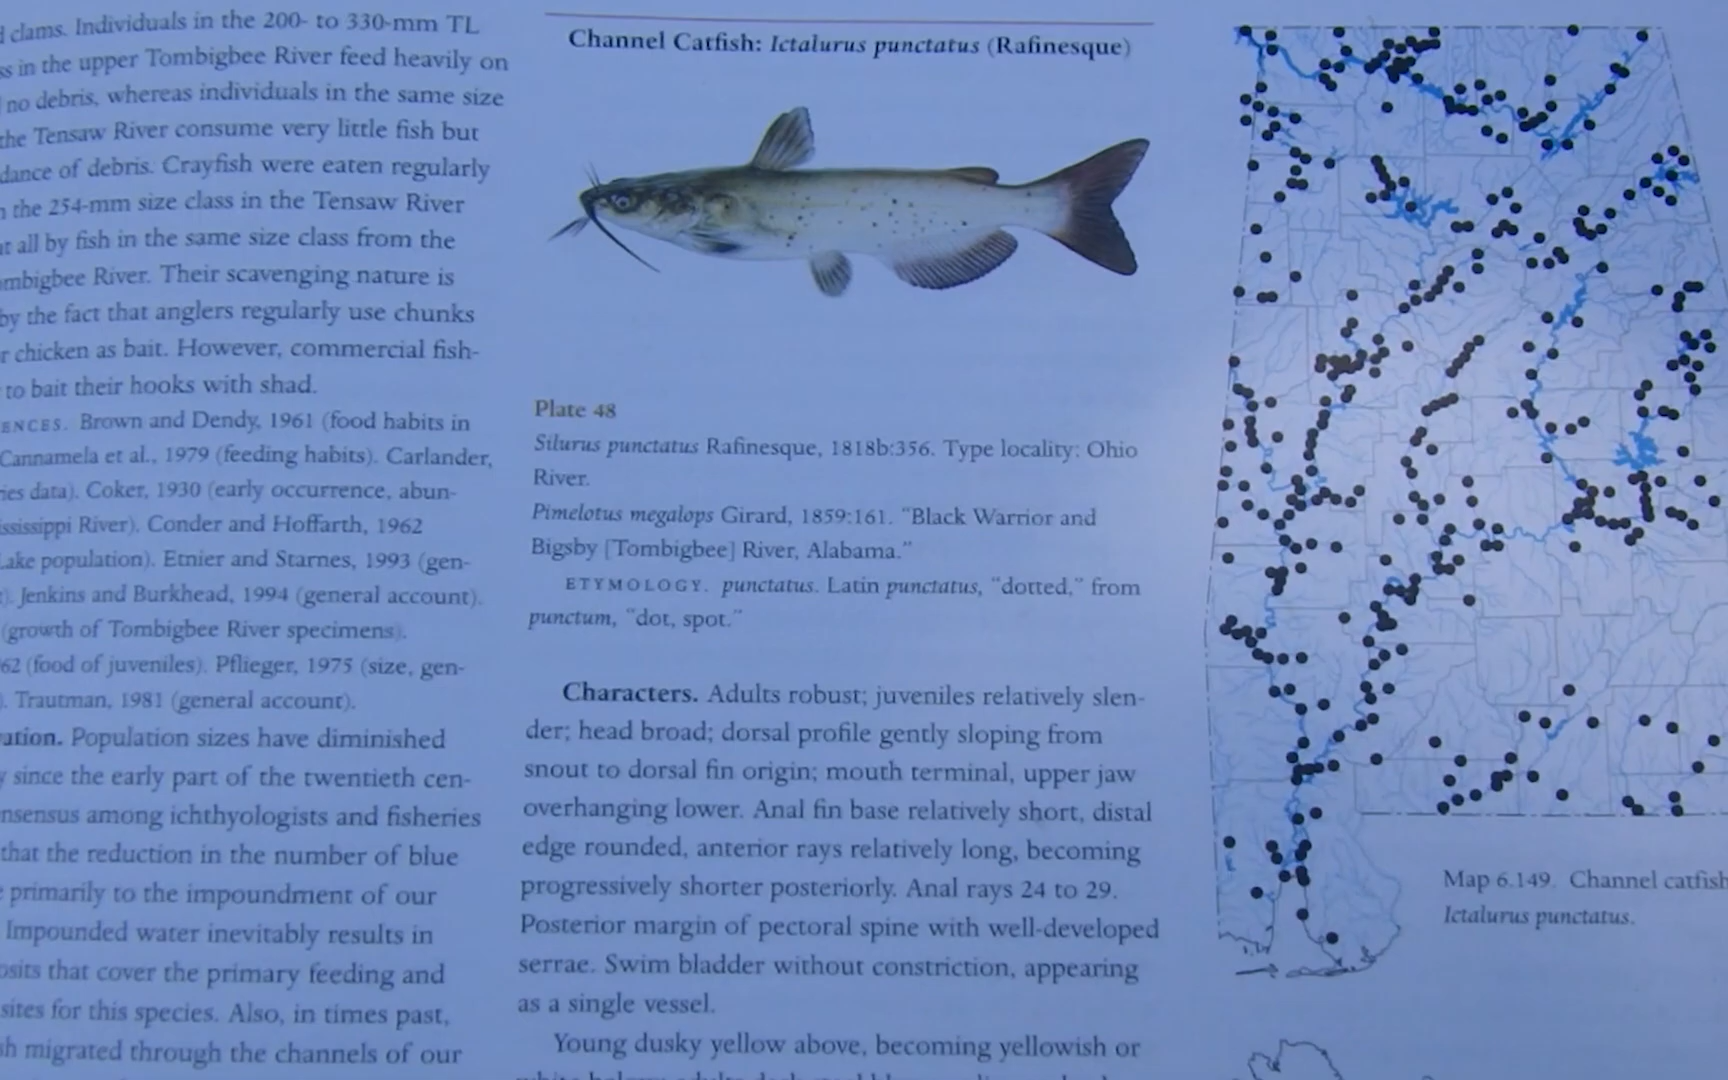 clams. Individuals in the 200- to 330-mm TL
in the upper Tombigbee River feed heavily on
no debris, whereas individuals in the same size
the Tensaw River consume very little fish but
dance of debris. Crayfish were eaten regularly
the 254-mm size class in the Tensaw River
all by fish in the same size class from the
mbigbee River. Their scavenging nature is
by the fact that anglers regularly use chunks
r chicken as bait. However, commercial fish-
to bait their hooks with shad.
ENCES. Brown and Dendy, 1961 (food habits in
Cannamela et al., 1979 (feeding habits). Carlander,
ies data). Coker, 1930 (early occurrence, abun-
ississippi River). Conder and Hoffarth, 1962
Lake population). Etnier and Starnes, 1993 (gen-
). Jenkins and Burkhead, 1994 (general account).
(growth of Tombigbee River specimens).
62 (food of juveniles). Pflieger, 1975 (size, gen-
). Trautman, 1981 (general account).
ation. Population sizes have diminished
y since the early part of the twentieth cen-
nsensus among ichthyologists and fisheries
that the reduction in the number of blue
primarily to the impoundment of our
Impounded water inevitably results in
osits that cover the primary feeding and
sites for this species. Also, in times past,
sh migrated through the channels of our
Channel Catfish: Ictalurus punctatus (Rafinesque)
Plate 48
Silurus punctatus Rafinesque, 1818b:356. Type locality: Ohio
River.
Pimelotus megalops Girard, 1859:161. "Black Warrior and
Bigsby [Tombigbee] River, Alabama."
ETYMOLOGY. punctatus. Latin punctatus, "dotted," from
punctum, "dot, spot."
Characters. Adults robust; juveniles relatively slen-
der; head broad; dorsal profile gently sloping from
snout to dorsal fin origin; mouth terminal, upper jaw
overhanging lower. Anal fin base relatively short, distal
edge rounded, anterior rays relatively long, becoming
progressively shorter posteriorly. Anal rays 24 to 29.
Posterior margin of pectoral spine with well-developed
serrae. Swim bladder without constriction, appearing
as a single vessel.
Young dusky yellow above, becoming yellowish or
Map 6.149. Channel catfish
Ictalurus punctatus.